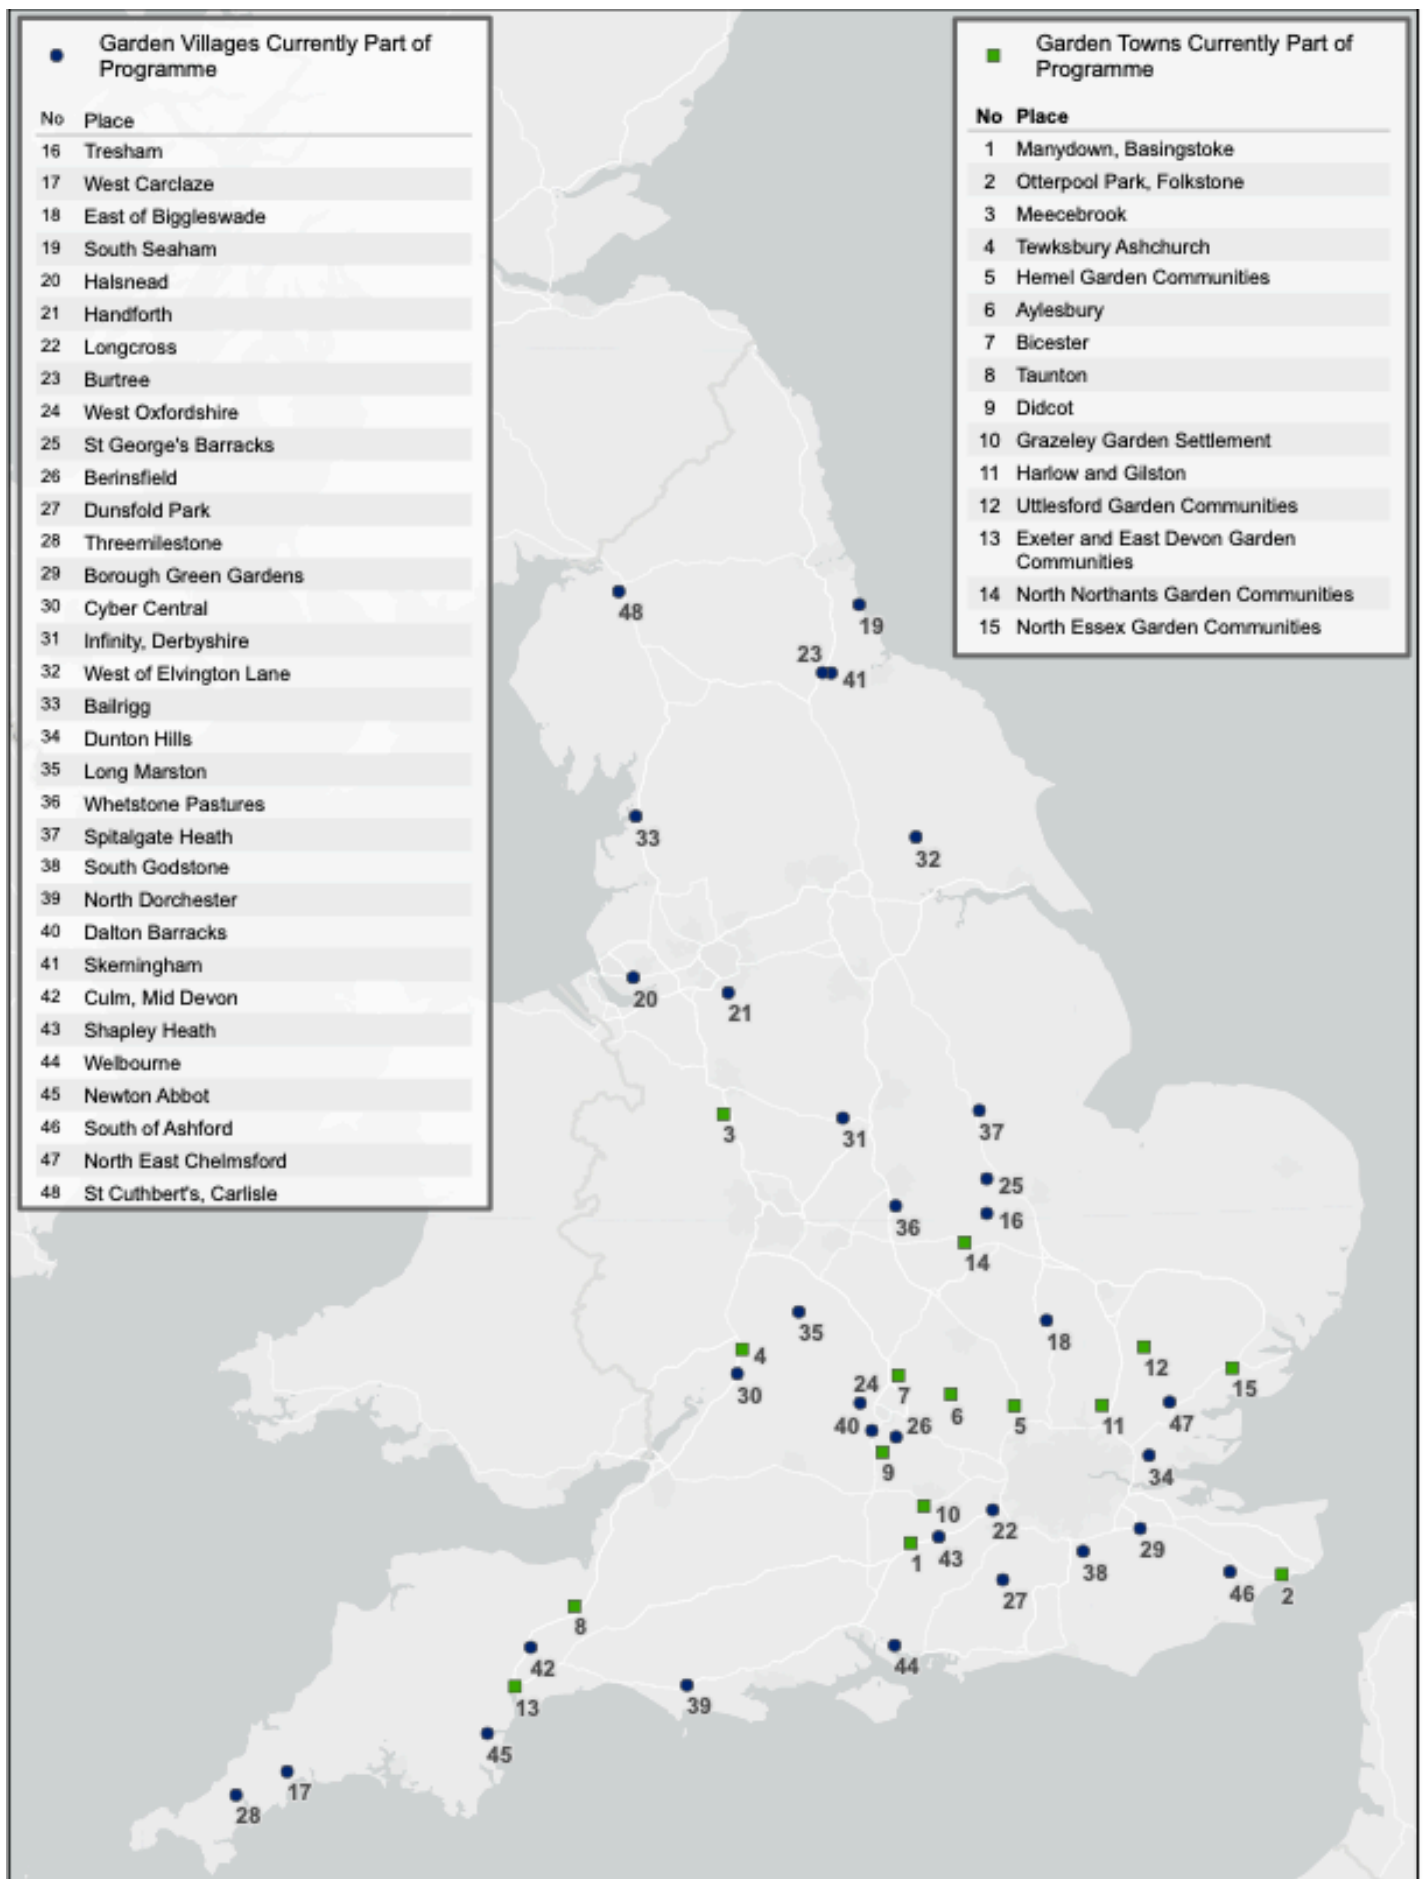 Garden Villages Currently Part of
Programme
No Place
16 Tresham
17 West Carclaze
18 East of Biggleswade
19 South Seaham
20 Halsnead
21 Handforth
22 Longcross
23 Burtree
24 West Oxfordshire
25 St George's Barracks
26 Berinsfield
27 Dunsfold Park
28 Threemilestone
29 Borough Green Gardens
30 Cyber Central
31 Infinity, Derbyshire
32 West of Elvington Lane
33 Bailrigg
34 Dunton Hills
35 Long Marston
36 Whetstone Pastures
37 Spitalgate Heath
38 South Godstone
39 North Dorchester
40 Dalton Barracks
41 Skerningham
42 Culm, Mid Devon
43 Shapley Heath
44 Welbourne
45 Newton Abbot
46 South of Ashford
47 North East Chelmsford
48 St Cuthbert's, Carlisle
Garden Towns Currently Part of
Programme
No Place
1 Manydown, Basingstoke
2 Otterpool Park, Folkstone
3 Meecebrook
4 Tewksbury Ashchurch
5 Hemel Garden Communities
6 Aylesbury
7 Bicester
8 Taunton
9 Didcot
10 Grazeley Garden Settlement
11 Harlow and Gilston
12 Uttlesford Garden Communities
13 Exeter and East Devon Garden
Communities
14 North Northants Garden Communities
15 North Essex Garden Communities
48
19
23
41
33
32
20
21
3
31
37
25
36
16
14
35
18
4
12
30
24
7
6
5
11
15
47
40
26
9
34
10
22
1
43
29
38
27
46
2
8
42
44
13
39
45
17
28